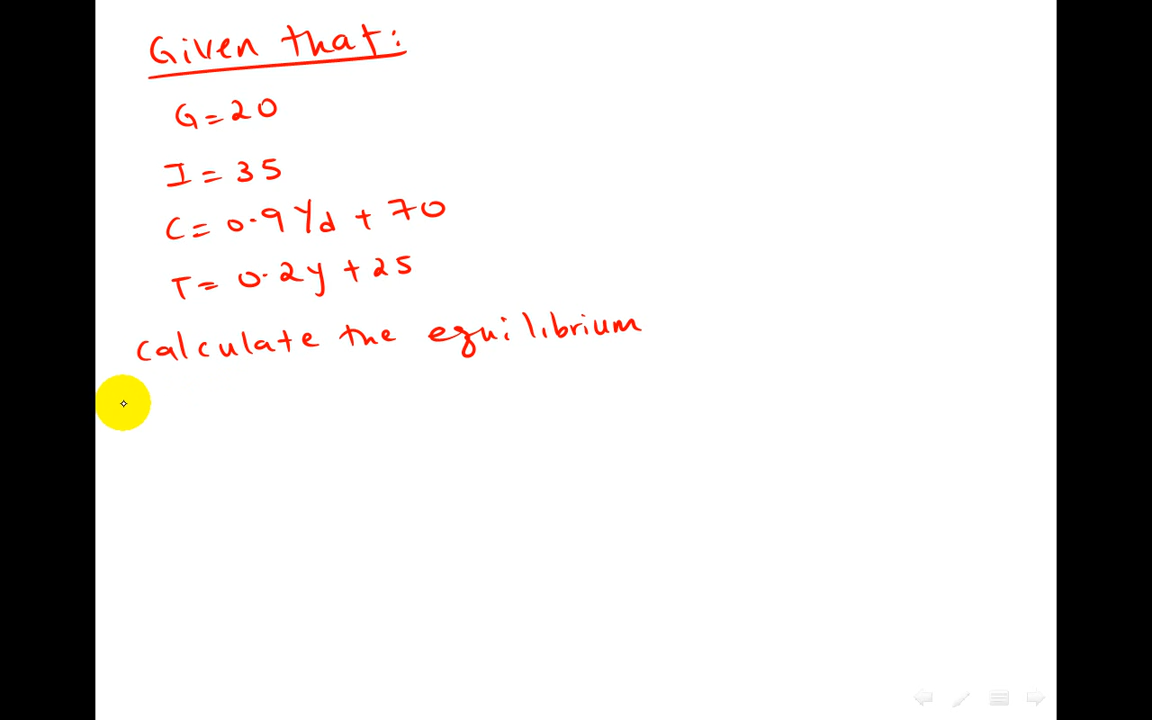 Given that:
G = 20
I = 35
C = 0.9Yd + 70
T = 0.2y + 25
Calculate the equilibrium